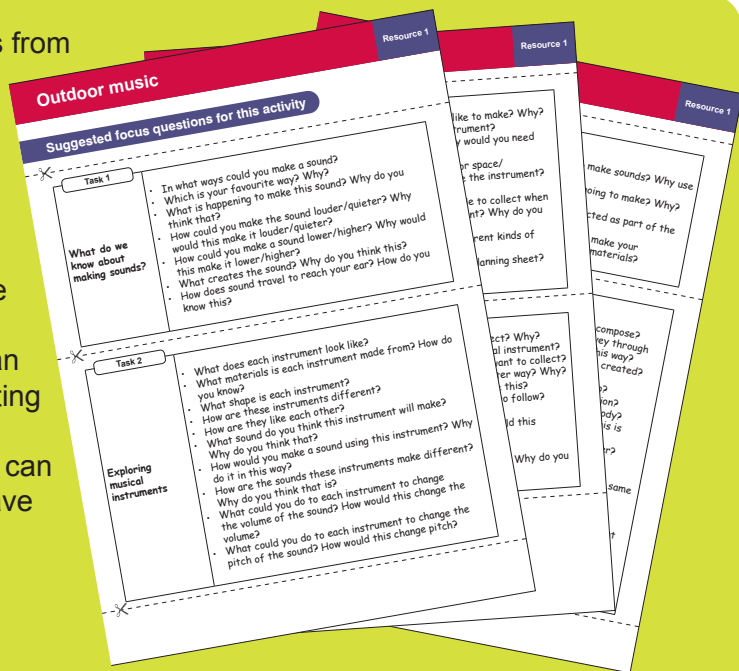 s from
e
an
ting
can
ave
Outdoor music
Resource 1
Suggested focus questions for this activity
Task 1
What do we
know about
making sounds?
• In what ways could you make a sound?
• Which is your favourite way? Why?
• What is happening to make this sound? Why do you
think that?
• How could you make the sound louder/quieter? Why
would this make it louder/quieter?
• How could you make a sound lower/higher? Why would
this make it lower/higher?
• What creates the sound? Why do you think this?
• How does sound travel to reach your ear? How do you
know this?
Task 2
Exploring
musical
instruments
• What does each instrument look like?
• What materials is each instrument made from? How do
you know?
• What shape is each instrument?
• How are these instruments different?
• How are they like each other?
• What sound do you think this instrument will make?
Why do you think that?
• How would you make a sound using this instrument? Why
do it in this way?
• How are the sounds these instruments make different?
Why do you think that is?
• What could you do to each instrument to change
the volume of the sound? How would this change the
volume?
• What could you do to each instrument to change the
pitch of the sound? How would this change pitch?
Resource 1
like to make? Why?
trument?
y would you need
or space/
e the instrument?
e to collect when
nt? Why do you
rent kinds of
lanning sheet?
ect? Why?
al instrument?
ant to collect?
er way? Why?
this?
o follow?
ld this
Why do you
Resource 1
make sounds? Why use
oing to make? Why?
cted as part of the
make your
materials?
compose?
ey through
his way?
created?
?
ion?
ody?
is is
er?
same
t